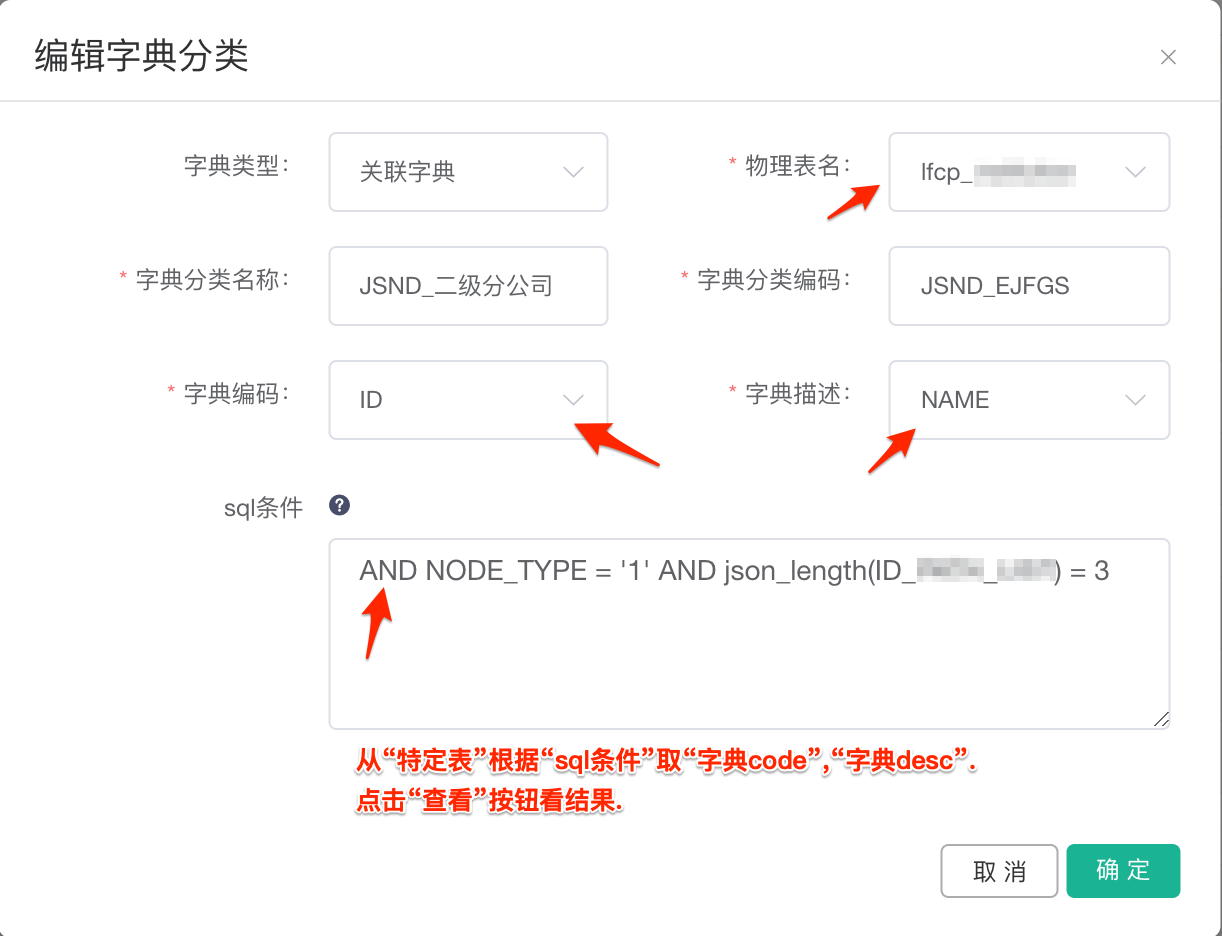 编辑字典分类
字典类型: 关联字典
* 物理表名: lfcp_
* 字典分类名称: JSND_二级分公司
* 字典分类编码: JSND_EJFGS
* 字典编码: ID
* 字典描述: NAME
sql条件 ?
AND NODE_TYPE = '1' AND json_length(ID_ _ ) = 3
从“特定表”根据“sql条件”取“字典code”,“字典desc”.
点击“查看”按钮看结果.
取 消
确 定